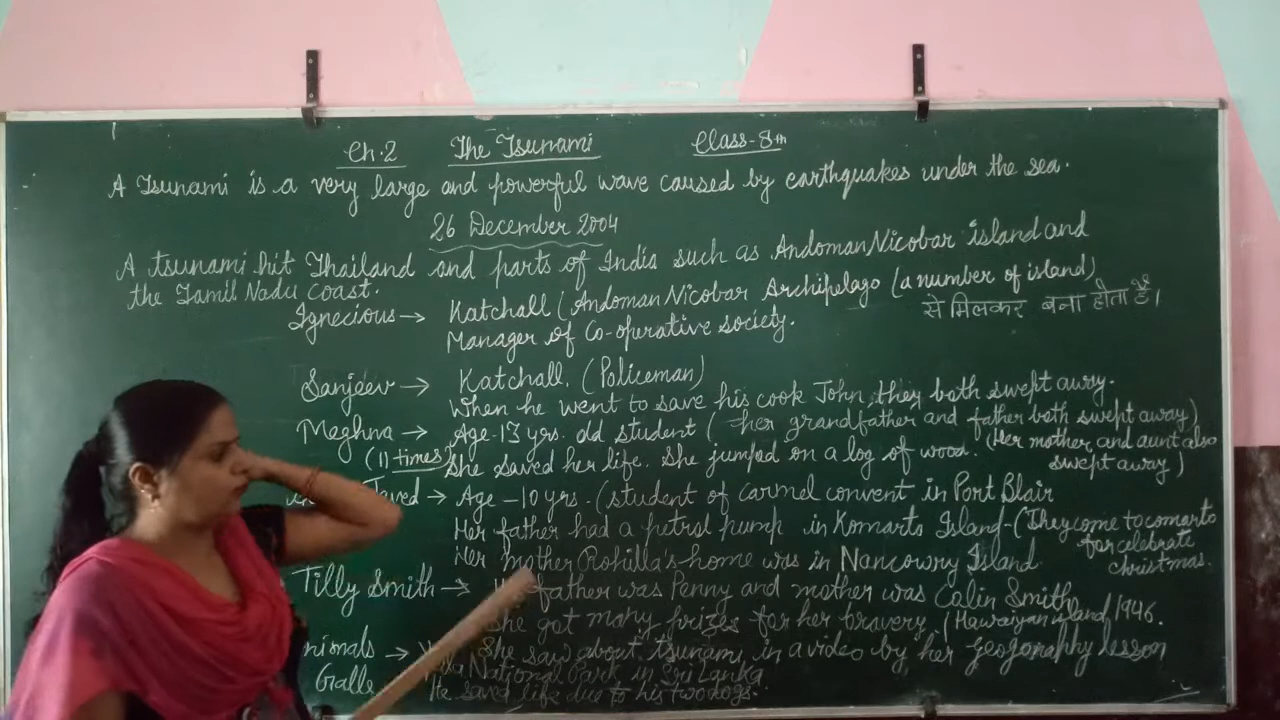 Ch.2 The Tsunami Class-8th
A Tsunami is a very large and powerful wave caused by earthquakes under the sea.
26 December 2004
A tsunami hit Thailand and parts of India such as Andoman Nicobar island and
the Tamil Nadu coast.
Ignecious → Katchall (Andoman Nicobar Archipelago (a number of island)
से मिलकर बना होता है।
Manager of Co-operative society.
Sanjeev → Katchall. (Policeman)
When he went to save his cook John, they both swept away.
Meghna → Age-13 yrs. old student ( her grandfather and father both swept away)
(11 times) She saved her life. She jumped on a log of wood. (Her mother and aunt also
swept away)
Javed → Age -10 yrs - (student of Carmel convent in Port Blair
Her father had a petrol pump in Komarts Island - (They come to comarts
for celebrate
christmas.
Her mother Rohilla's home was in Nancowry Island
Tilly Smith → father was Penny and mother was Calin Smith
She got many prizes for her bravery. (Hawaiyan island, 1946.
She saw about tsunami in a video by her geography lesson
→ National Park in Sri Lanka
Galle He saved life due to his two dogs.